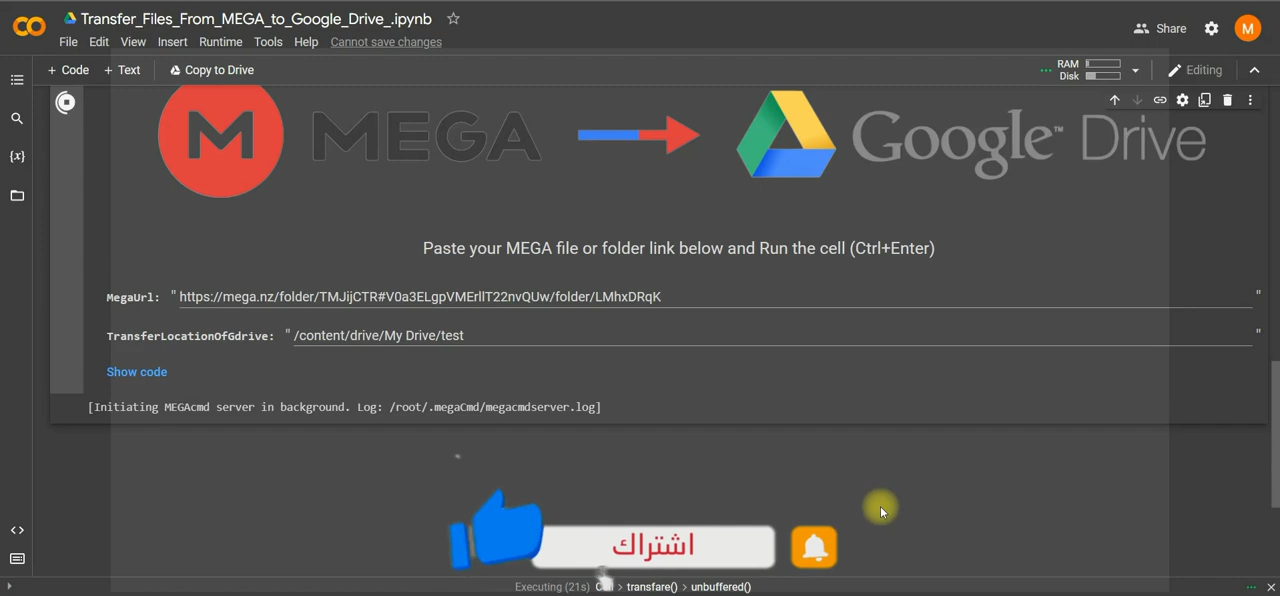 Transfer_Files_From_MEGA_to_Google_Drive_.ipynb
File Edit View Insert Runtime Tools Help Cannot save changes
Share
M
+ Code + Text Copy to Drive
RAM
Disk
Editing
M MEGA Google™ Drive
Paste your MEGA file or folder link below and Run the cell (Ctrl+Enter)
MegaUrl: "https://mega.nz/folder/TMJijCTR#V0a3ELgpVMErlIT22nvQUw/folder/LMhxDRqK"
TransferLocationOfGdrive: "/content/drive/My Drive/test"
Show code
[Initiating MEGAcmd server in background. Log: /root/.megaCmd/megacmdserver.log]
اشتراك
Executing (21s) > transfare() > unbuffered()